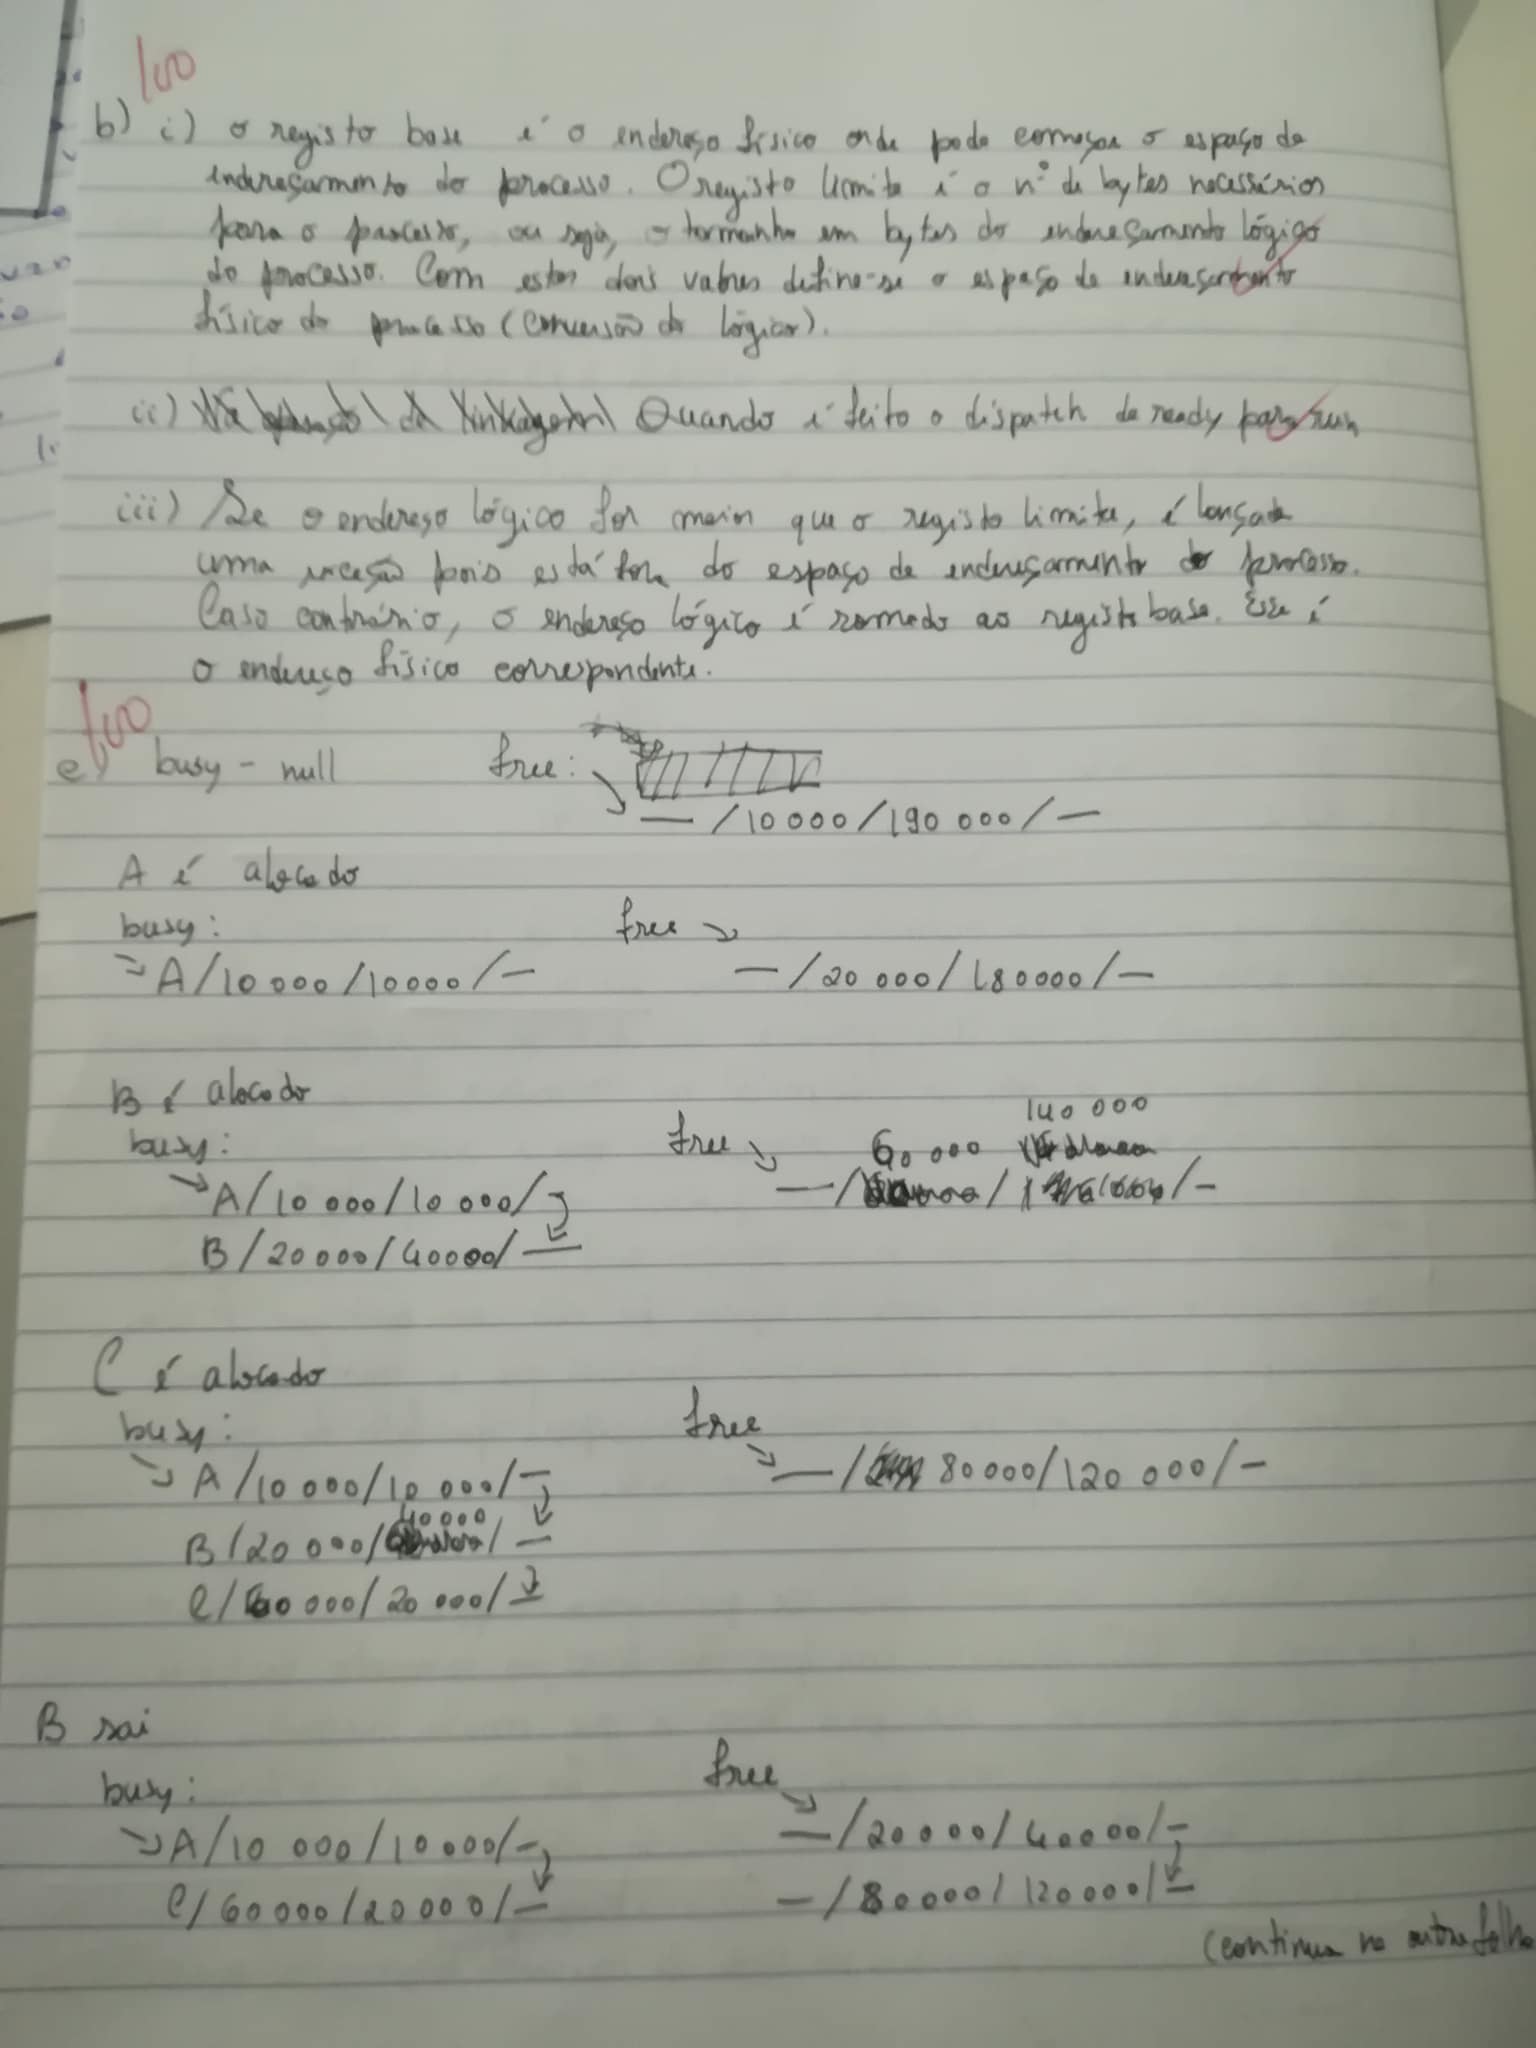 100
b) i) o registo base é o endereço físico onde pode começar o espaço de
endereçamento do processo. O registo limite é o nº de bytes necessários
para o processo, ou seja, o tamanho em bytes do endereçamento lógico
do processo. Com estes dois valores define-se o espaço de endereçamento
físico do processo (conversão do lógico).
ii) Quando é feito o dispatch de ready para run
iii) Se o endereço lógico for maior que o registo limite, é lançada
uma exceção pois está fora do espaço de endereçamento do processo.
Caso contrário, o endereço lógico é somado ao registo base. Esse é
o endereço físico correspondente.
100
c) busy - null free:
— /10 000/190 000/—
A é alocado
busy: free
A/10 000/10000/— —/20 000/180000/—
B é alocado
140 000
busy: free 60 000
A/10 000/10 000/ —/ / /—
B/20 000/40000/—
C é alocado
busy: free
A/10 000/10 000/— —/ 80000/120 000/—
40000
B/20 000/ /—
C/60 000/20 000/—
B sai
busy: free
A/10 000/10000/— —/20000/40000/—
C/60000/20000/— —/80000/120000/—
(continua na outra folha